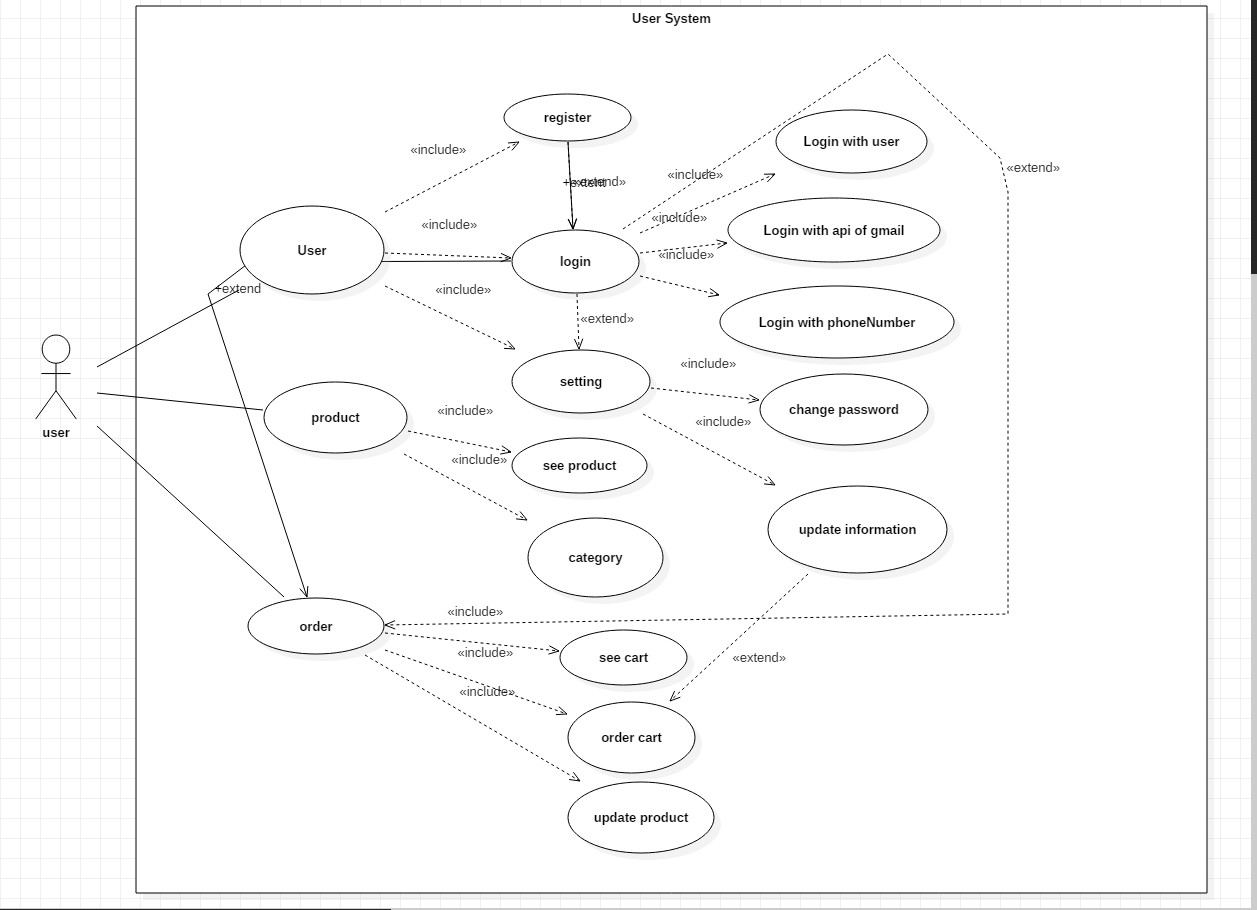 User System
register
Login with user
«include»
«extend»
«include»
«extend»
+extent
«include»
«include»
Login with api of gmail
User
«include»
login
+extend
«include»
«extend»
Login with phoneNumber
«include»
setting
change password
product
«include»
«include»
user
see product
«include»
update information
category
«include»
order
«include»
see cart
«extend»
«include»
order cart
update product